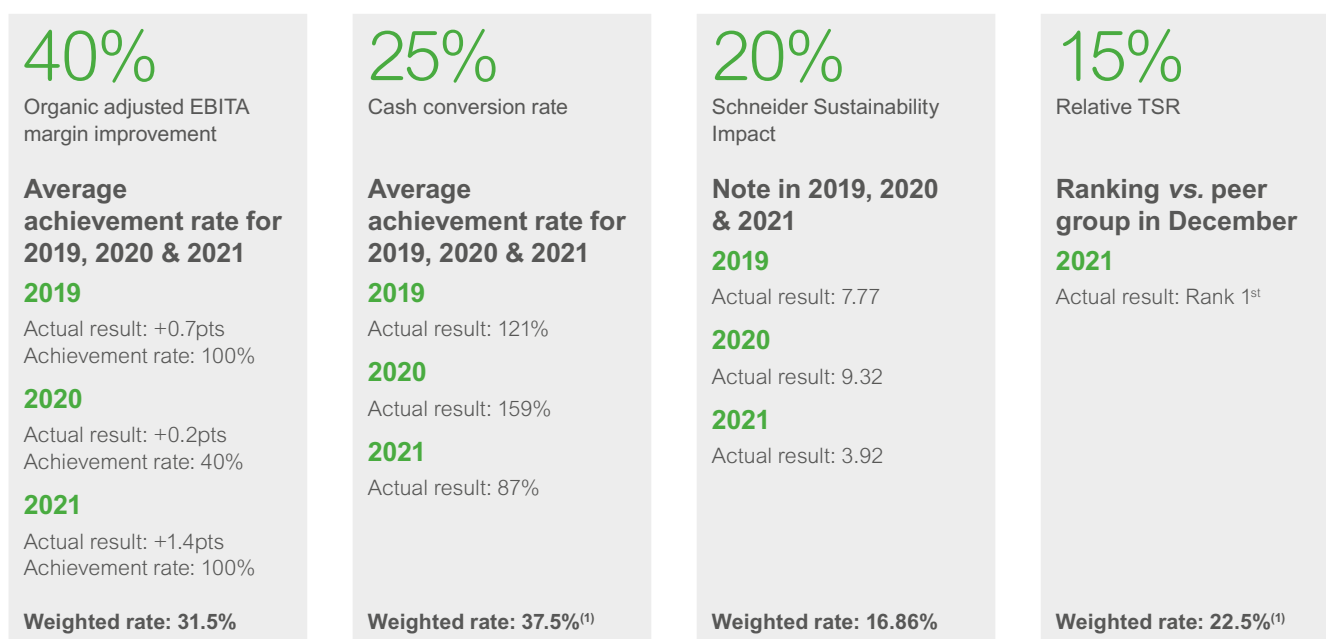 40%
Organic adjusted EBITA
margin improvement
Average
achievement rate for
2019, 2020 & 2021
2019
Actual result: +0.7pts
Achievement rate: 100%
2020
Actual result: +0.2pts
Achievement rate: 40%
2021
Actual result: +1.4pts
Achievement rate: 100%
Weighted rate: 31.5%
25%
Cash conversion rate
Average
achievement rate for
2019, 2020 & 2021
2019
Actual result: 121%
2020
Actual result: 159%
2021
Actual result: 87%
Weighted rate: 37.5%(1)
20%
Schneider Sustainability
Impact
Note in 2019, 2020
& 2021
2019
Actual result: 7.77
2020
Actual result: 9.32
2021
Actual result: 3.92
Weighted rate: 16.86%
15%
Relative TSR
Ranking vs. peer
group in December
2021
Actual result: Rank 1st
Weighted rate: 22.5%(1)